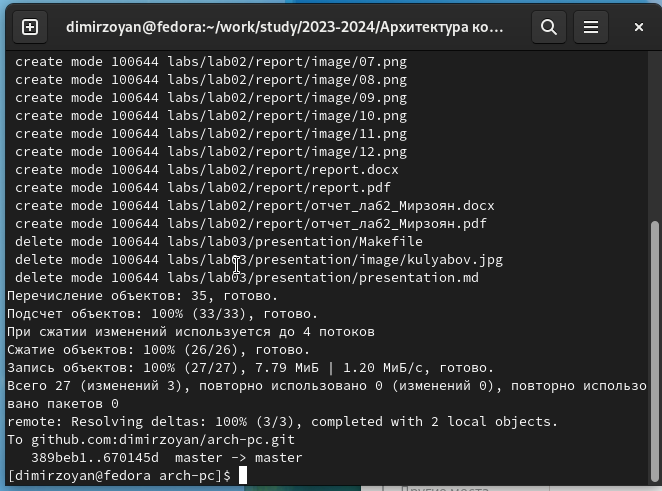 dimirzoyan@fedora:~/work/study/2023-2024/Архитектура ко...
create mode 100644 labs/lab02/report/image/07.png
create mode 100644 labs/lab02/report/image/08.png
create mode 100644 labs/lab02/report/image/09.png
create mode 100644 labs/lab02/report/image/10.png
create mode 100644 labs/lab02/report/image/11.png
create mode 100644 labs/lab02/report/image/12.png
create mode 100644 labs/lab02/report/report.docx
create mode 100644 labs/lab02/report/report.pdf
create mode 100644 labs/lab02/report/отчет_ла62_Мирзоян.docx
create mode 100644 labs/lab02/report/отчет_ла62_Мирзоян.pdf
delete mode 100644 labs/lab03/presentation/Makefile
delete mode 100644 labs/lab03/presentation/image/kulyabov.jpg
delete mode 100644 labs/lab03/presentation/presentation.md
Перечисление объектов: 35, готово.
Подсчет объектов: 100% (33/33), готово.
При сжатии изменений используется до 4 потоков
Сжатие объектов: 100% (26/26), готово.
Запись объектов: 100% (27/27), 7.79 МиБ | 1.20 МиБ/с, готово.
Всего 27 (изменений 3), повторно использовано 0 (изменений 0), повторно использо
вано пакетов 0
remote: Resolving deltas: 100% (3/3), completed with 2 local objects.
To github.com:dimirzoyan/arch-pc.git
389beb1..670145d  master -> master
[dimirzoyan@fedora arch-pc]$